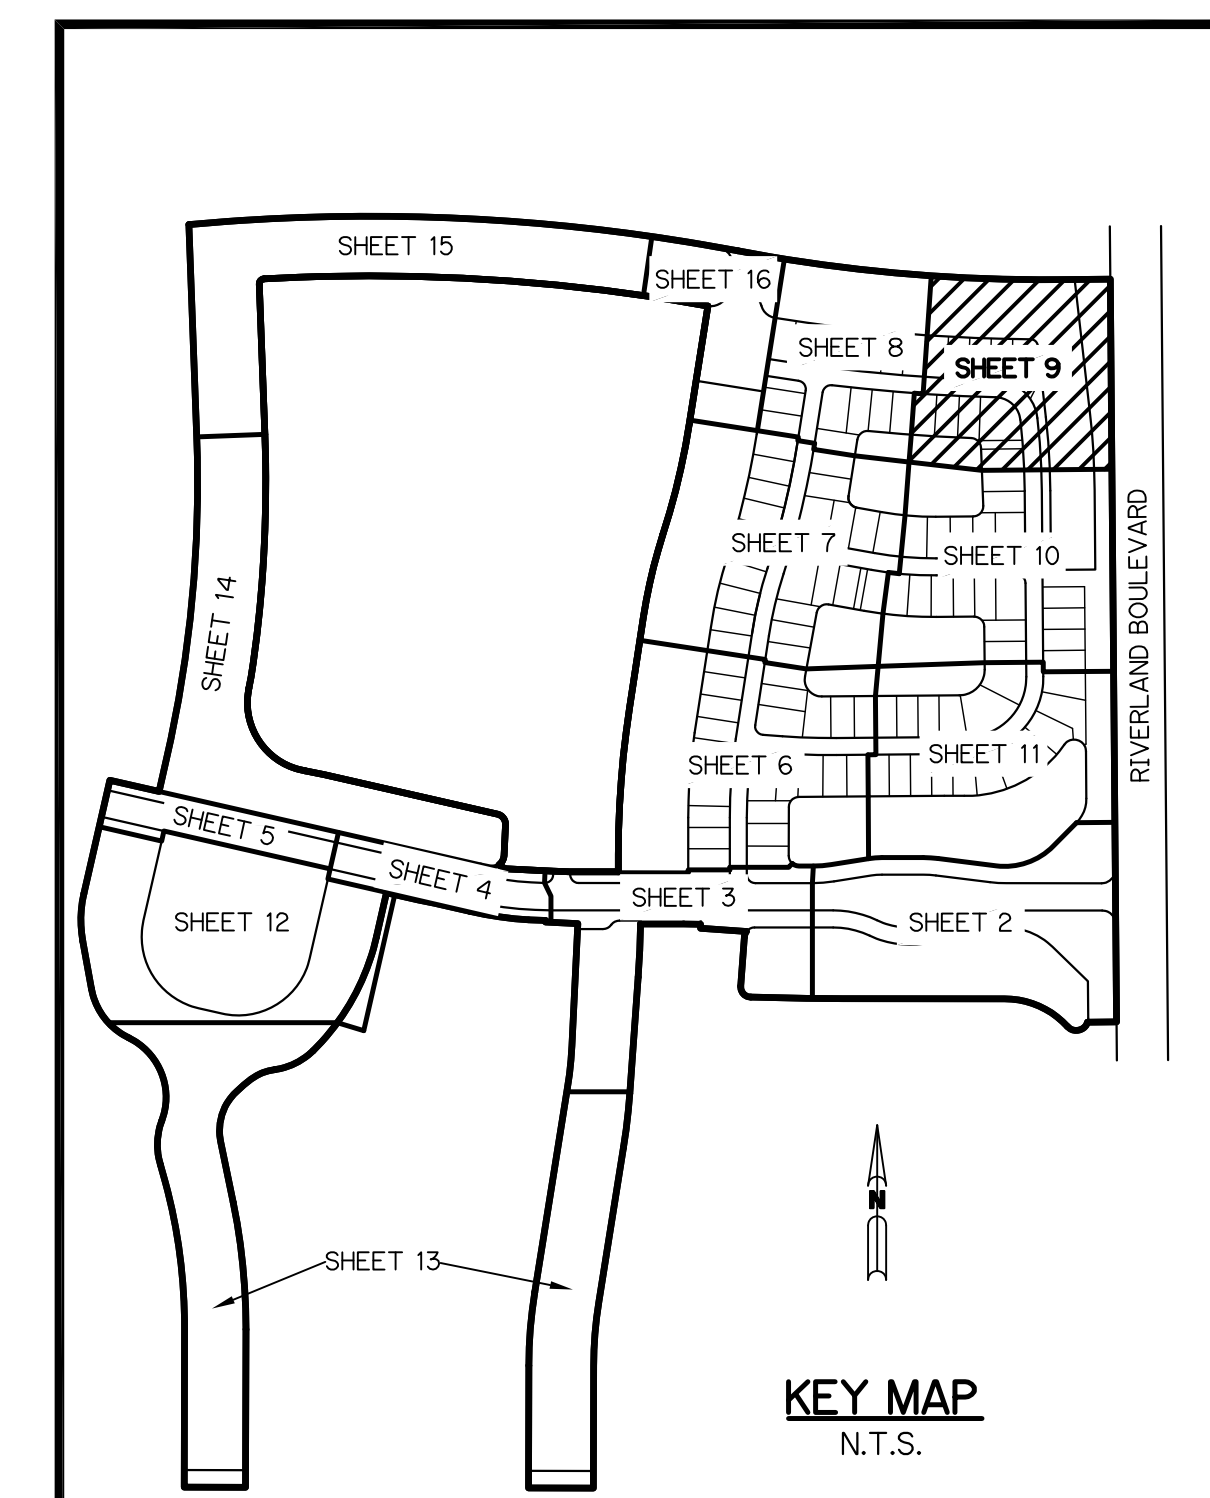 SHEET 15
SHEET 16
SHEET 8
SHEET 9
SHEET 7
SHEET 10
SHEET 14
RIVERLAND BOULEVARD
SHEET 6
SHEET 11
SHEET 5
SHEET 4
SHEET 3
SHEET 12
SHEET 2
N
SHEET 13
KEY MAP
N.T.S.